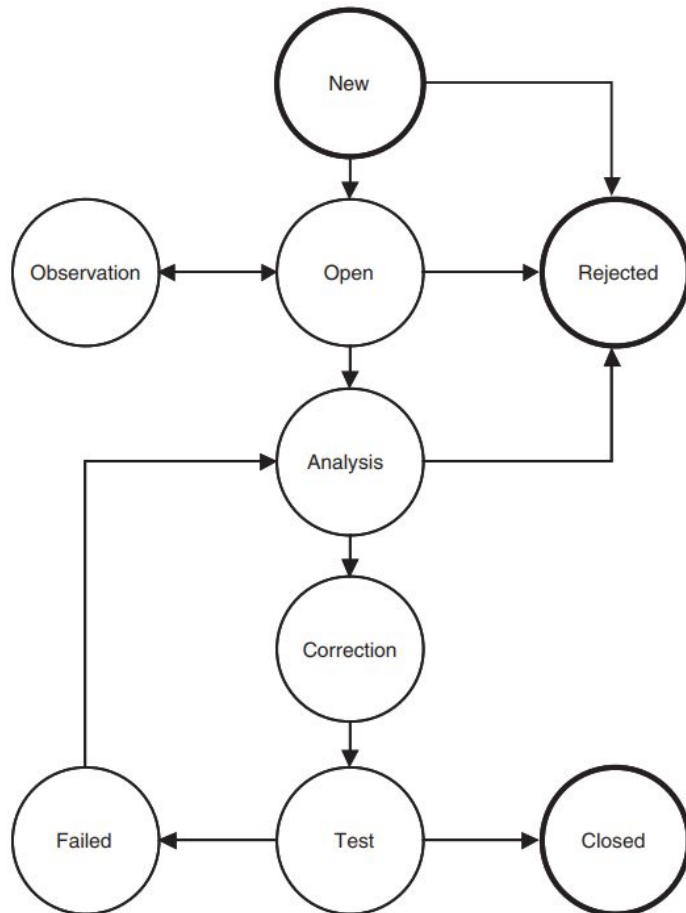 New
Observation
Open
Rejected
Analysis
Correction
Failed
Test
Closed